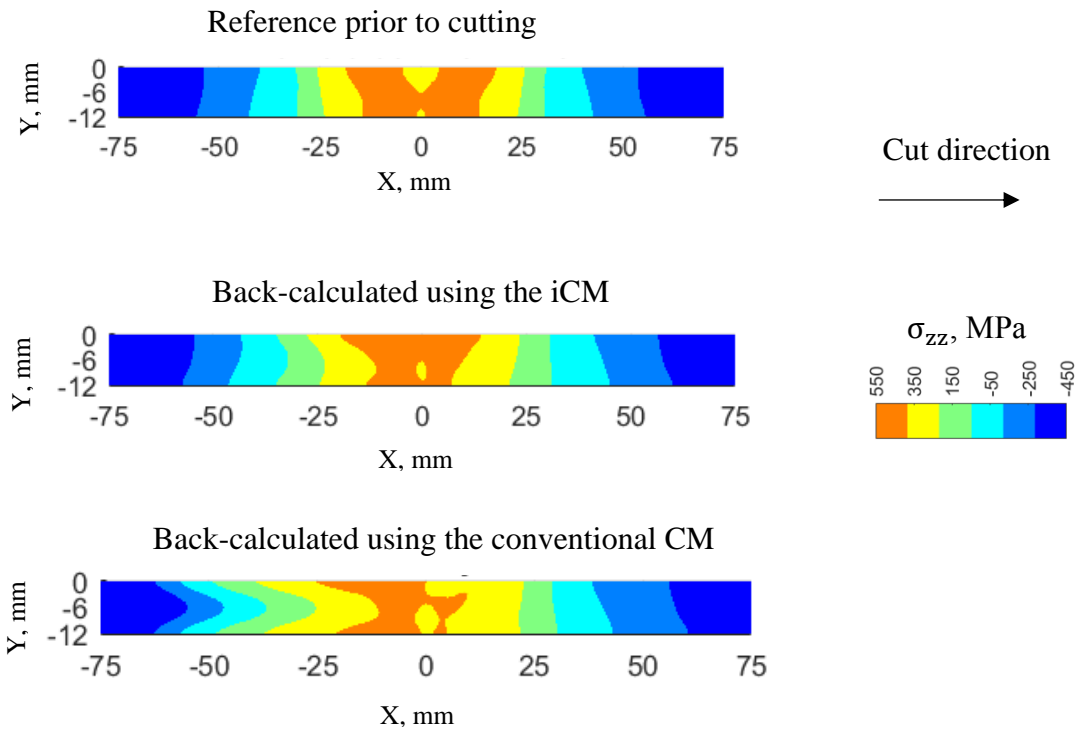 Reference prior to cutting
Y, mm
0
-6
-12
-75 -50 -25 0 25 50 75
X, mm
Cut direction
Back-calculated using the iCM
Y, mm
0
-6
-12
-75 -50 -25 0 25 50 75
X, mm
σzz, MPa
550 350 150 -50 -250 -450
Back-calculated using the conventional CM
Y, mm
0
-6
-12
-75 -50 -25 0 25 50 75
X, mm